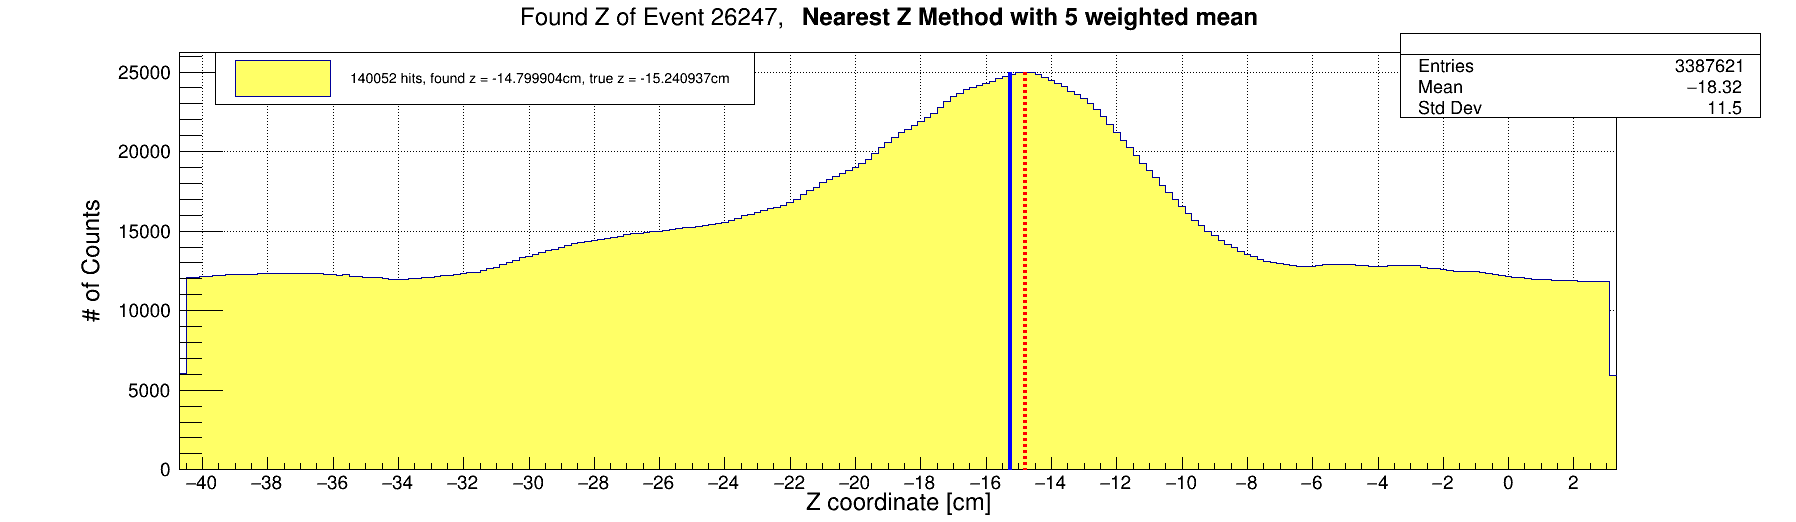 Found Z of Event 26247, Nearest Z Method with 5 weighted mean
140052 hits, found z = -14.799904cm, true z = -15.240937cm
Entries 3387621
Mean −18.32
Std Dev 11.5
# of Counts
25000
20000
15000
10000
5000
0
−40 −38 −36 −34 −32 −30 −28 −26 −24 −22 −20 −18 −16 −14 −12 −10 −8 −6 −4 −2 0 2
Z coordinate [cm]